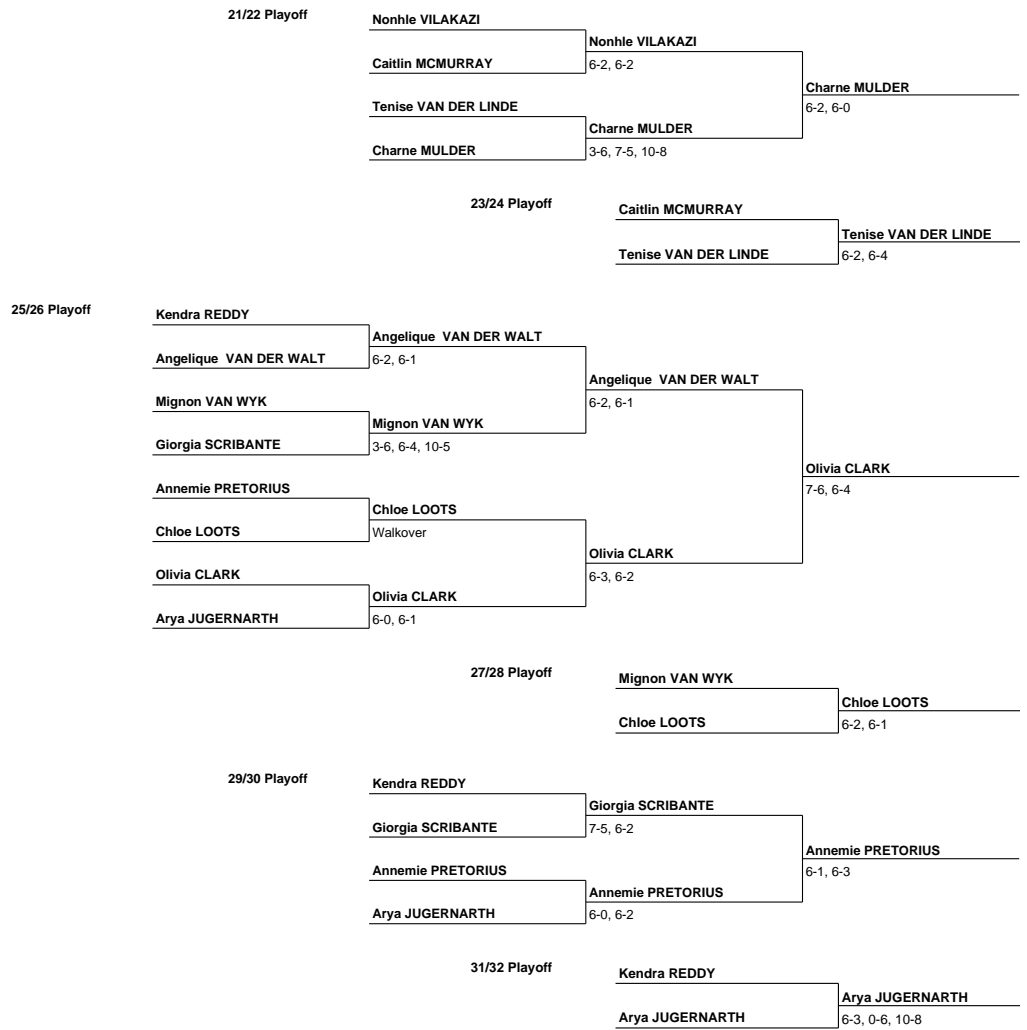 21/22 Playoff
Nonhle VILAKAZI
Nonhle VILAKAZI
Caitlin MCMURRAY
6-2, 6-2
Charne MULDER
6-2, 6-0
Tenise VAN DER LINDE
Charne MULDER
Charne MULDER
3-6, 7-5, 10-8
23/24 Playoff
Caitlin MCMURRAY
Tenise VAN DER LINDE
Tenise VAN DER LINDE
6-2, 6-4
25/26 Playoff
Kendra REDDY
Angelique  VAN DER WALT
Angelique  VAN DER WALT
6-2, 6-1
Angelique  VAN DER WALT
6-2, 6-1
Mignon VAN WYK
Mignon VAN WYK
Giorgia SCRIBANTE
3-6, 6-4, 10-5
Olivia CLARK
7-6, 6-4
Annemie PRETORIUS
Chloe LOOTS
Chloe LOOTS
Walkover
Olivia CLARK
6-3, 6-2
Olivia CLARK
Olivia CLARK
Arya JUGERNARTH
6-0, 6-1
27/28 Playoff
Mignon VAN WYK
Chloe LOOTS
Chloe LOOTS
6-2, 6-1
29/30 Playoff
Kendra REDDY
Giorgia SCRIBANTE
Giorgia SCRIBANTE
7-5, 6-2
Annemie PRETORIUS
6-1, 6-3
Annemie PRETORIUS
Annemie PRETORIUS
Arya JUGERNARTH
6-0, 6-2
31/32 Playoff
Kendra REDDY
Arya JUGERNARTH
Arya JUGERNARTH
6-3, 0-6, 10-8